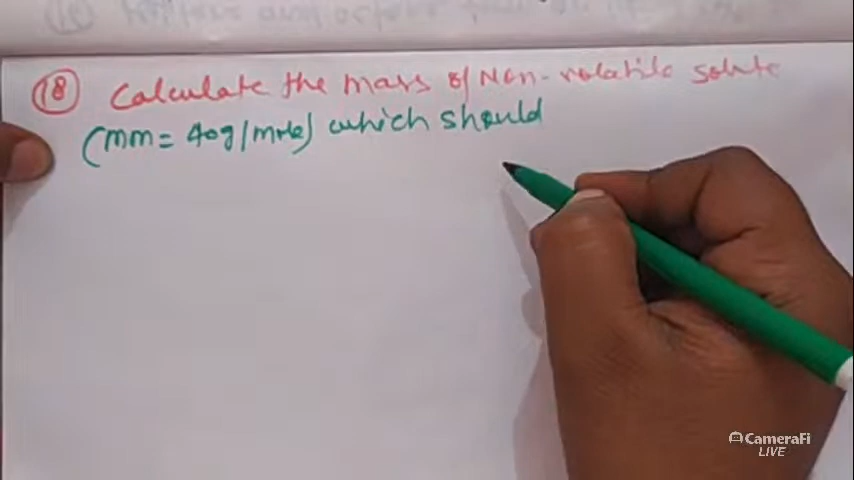 (18) Calculate the mass of Non-volatile solute
(MM = 40g/mole) which should
CameraFi
LIVE